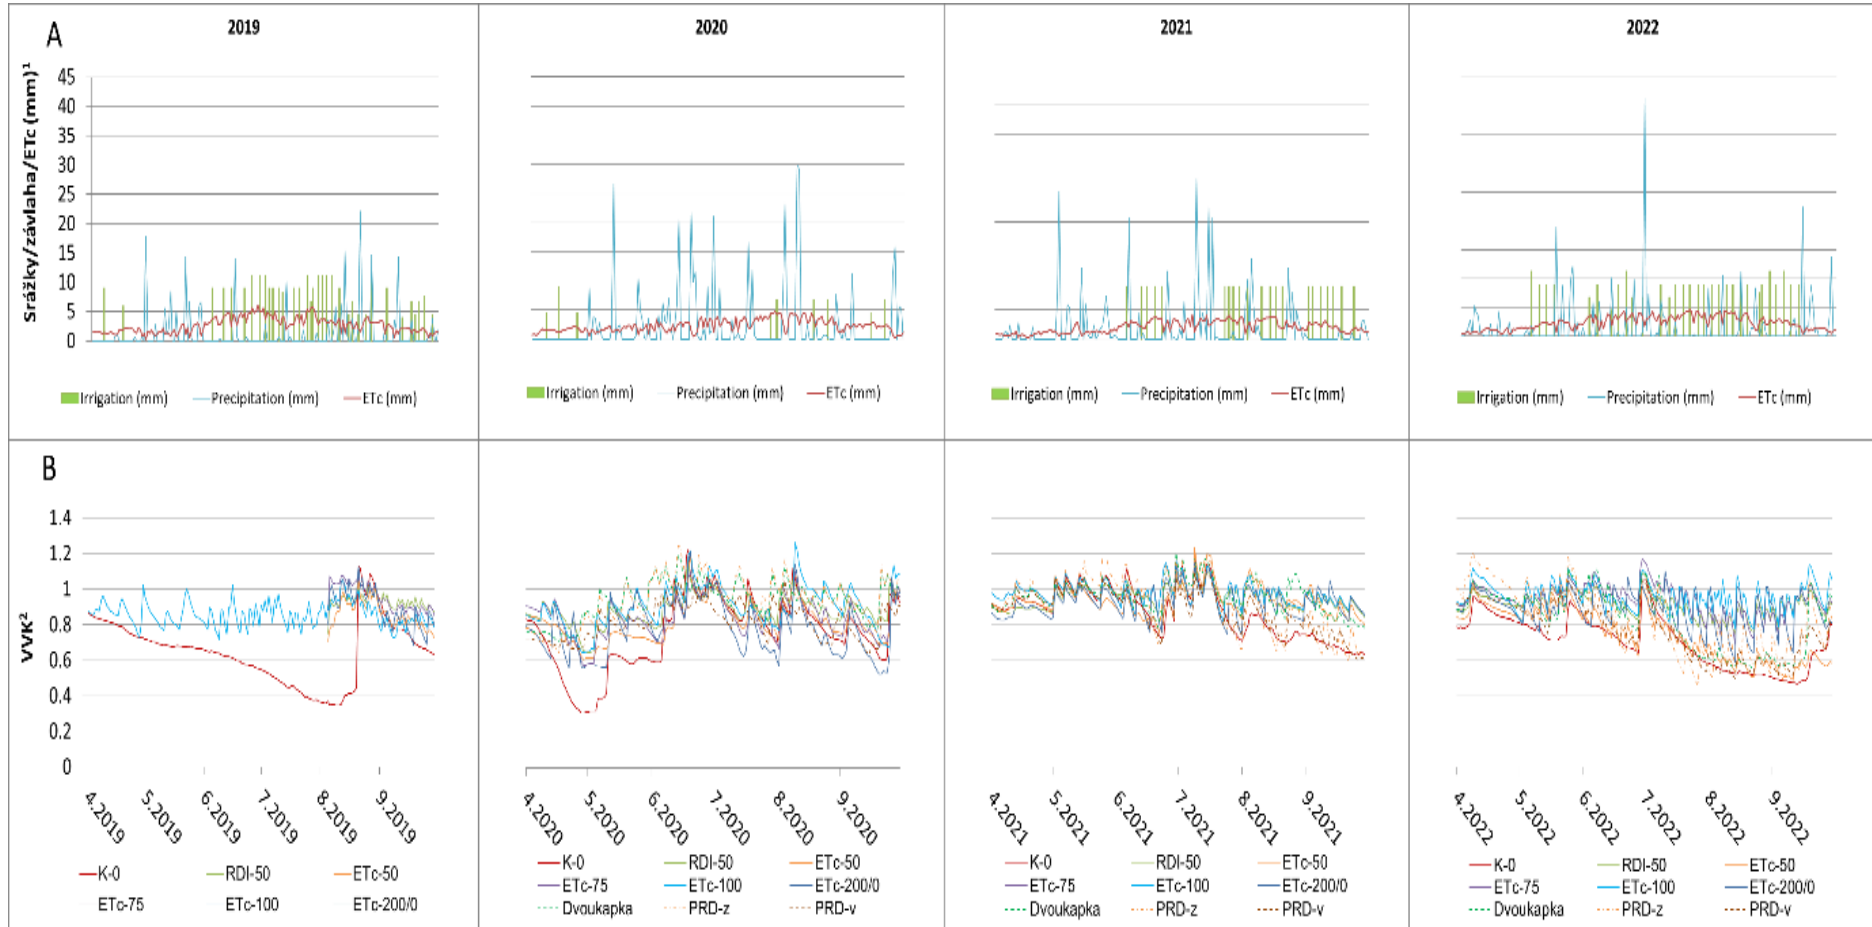 A
2019
2020
2021
2022
Srážky/závlaha/ETc (mm)¹
45
40
35
30
25
20
15
10
5
0
Irrigation (mm) Precipitation (mm) ETc (mm)
Irrigation (mm) Precipitation (mm) ETc (mm)
Irrigation (mm) Precipitation (mm) ETc (mm)
Irrigation (mm) Precipitation (mm) ETc (mm)
B
VVK²
1.4
1.2
1
0.8
0.6
0.4
0.2
0
4.2019 5.2019 6.2019 7.2019 8.2019 9.2019
4.2020 5.2020 6.2020 7.2020 8.2020 9.2020
4.2021 5.2021 6.2021 7.2021 8.2021 9.2021
4.2022 5.2022 6.2022 7.2022 8.2022 9.2022
K-0 RDI-50 ETc-50
ETc-75 ETc-100 ETc-200/0
K-0 RDI-50 ETc-50
ETc-75 ETc-100 ETc-200/0
Dvoukapka PRD-z PRD-v
K-0 RDI-50 ETc-50
ETc-75 ETc-100 ETc-200/0
Dvoukapka PRD-z PRD-v
K-0 RDI-50 ETc-50
ETc-75 ETc-100 ETc-200/0
Dvoukapka PRD-z PRD-v